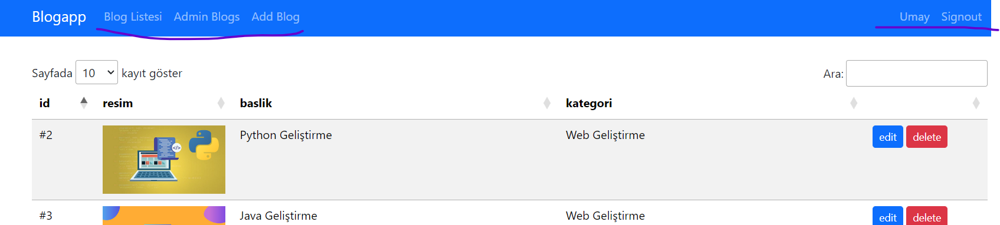 Blogapp Blog Listesi Admin Blogs Add Blog Umay Signout
Sayfada 10 kayıt göster Ara:
id resim baslik kategori
#2 Python Geliştirme Web Geliştirme edit delete
</>
#3 Java Geliştirme Web Geliştirme edit delete